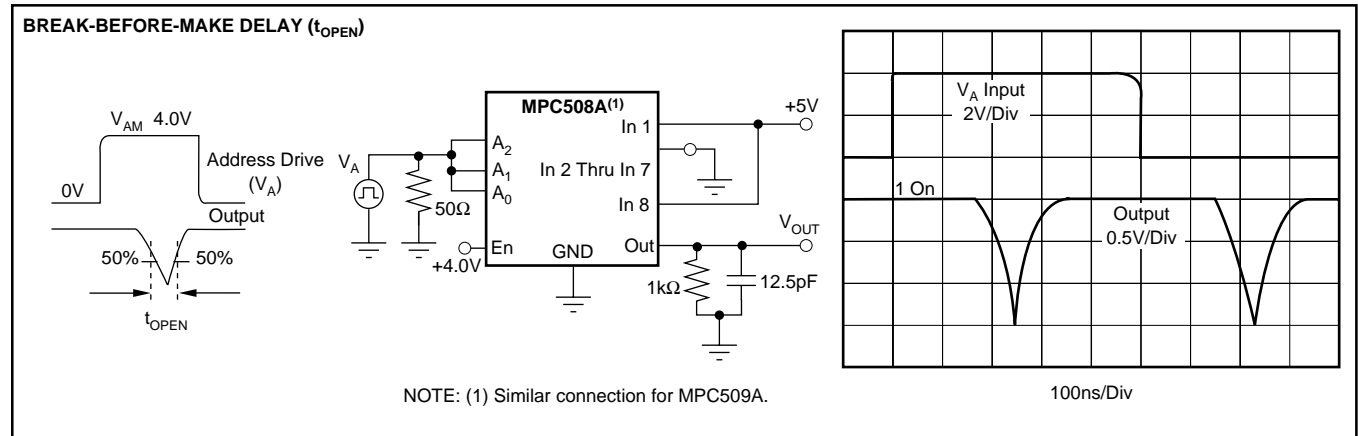 BREAK-BEFORE-MAKE DELAY (tOPEN)
VAM 4.0V
0V
Address Drive
(VA)
Output
50%
50%
tOPEN
VA
50Ω
+4.0V
MPC508A(1)
A2
A1
A0
En
GND
In 1
In 2 Thru In 7
In 8
Out
+5V
VOUT
1kΩ
12.5pF
NOTE: (1) Similar connection for MPC509A.
VA Input
2V/Div
1 On
Output
0.5V/Div
100ns/Div